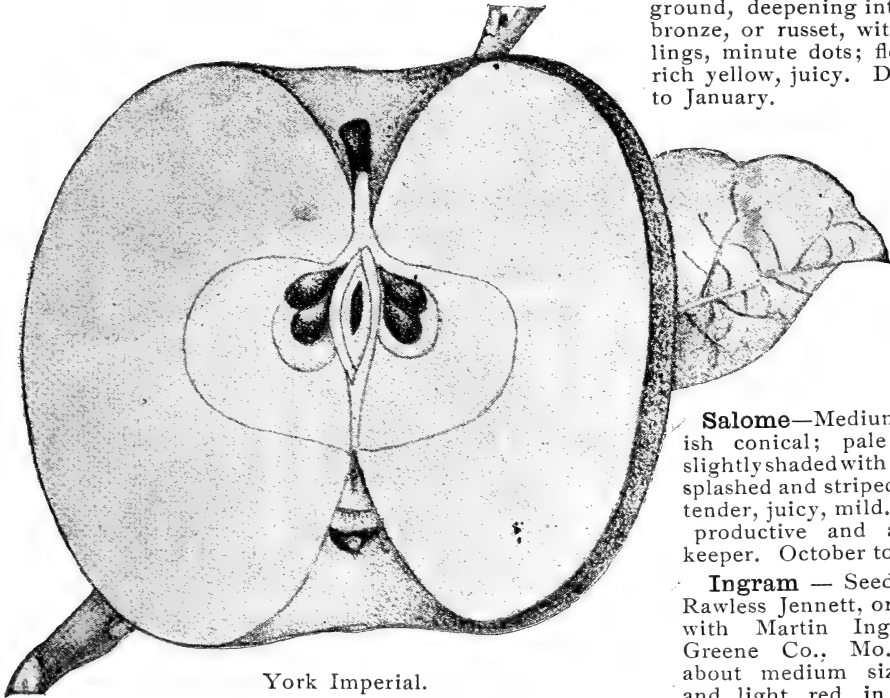 ground, deepening int
bronze, or russet, wit
lings, minute dots; fl
rich yellow, juicy. D
to January.
Salome—Medium
ish conical; pale
slightly shaded with
splashed and striped
tender, juicy, mild.
productive and a
keeper. October to
Ingram — Seed
Rawless Jennett, or
with Martin Ing
Greene Co., Mo.
about medium siz
and light red in
York Imperial.